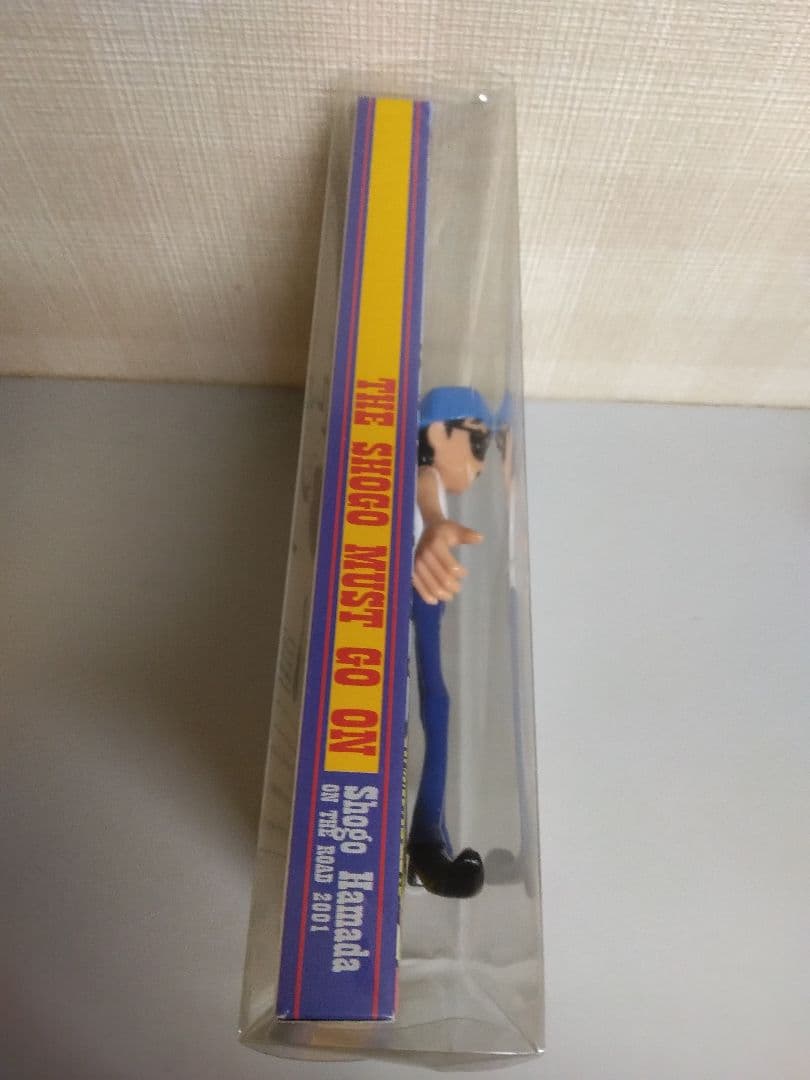 THE SHOGO MUST GO ON
Shogo Hamada
ON THE ROAD 2001